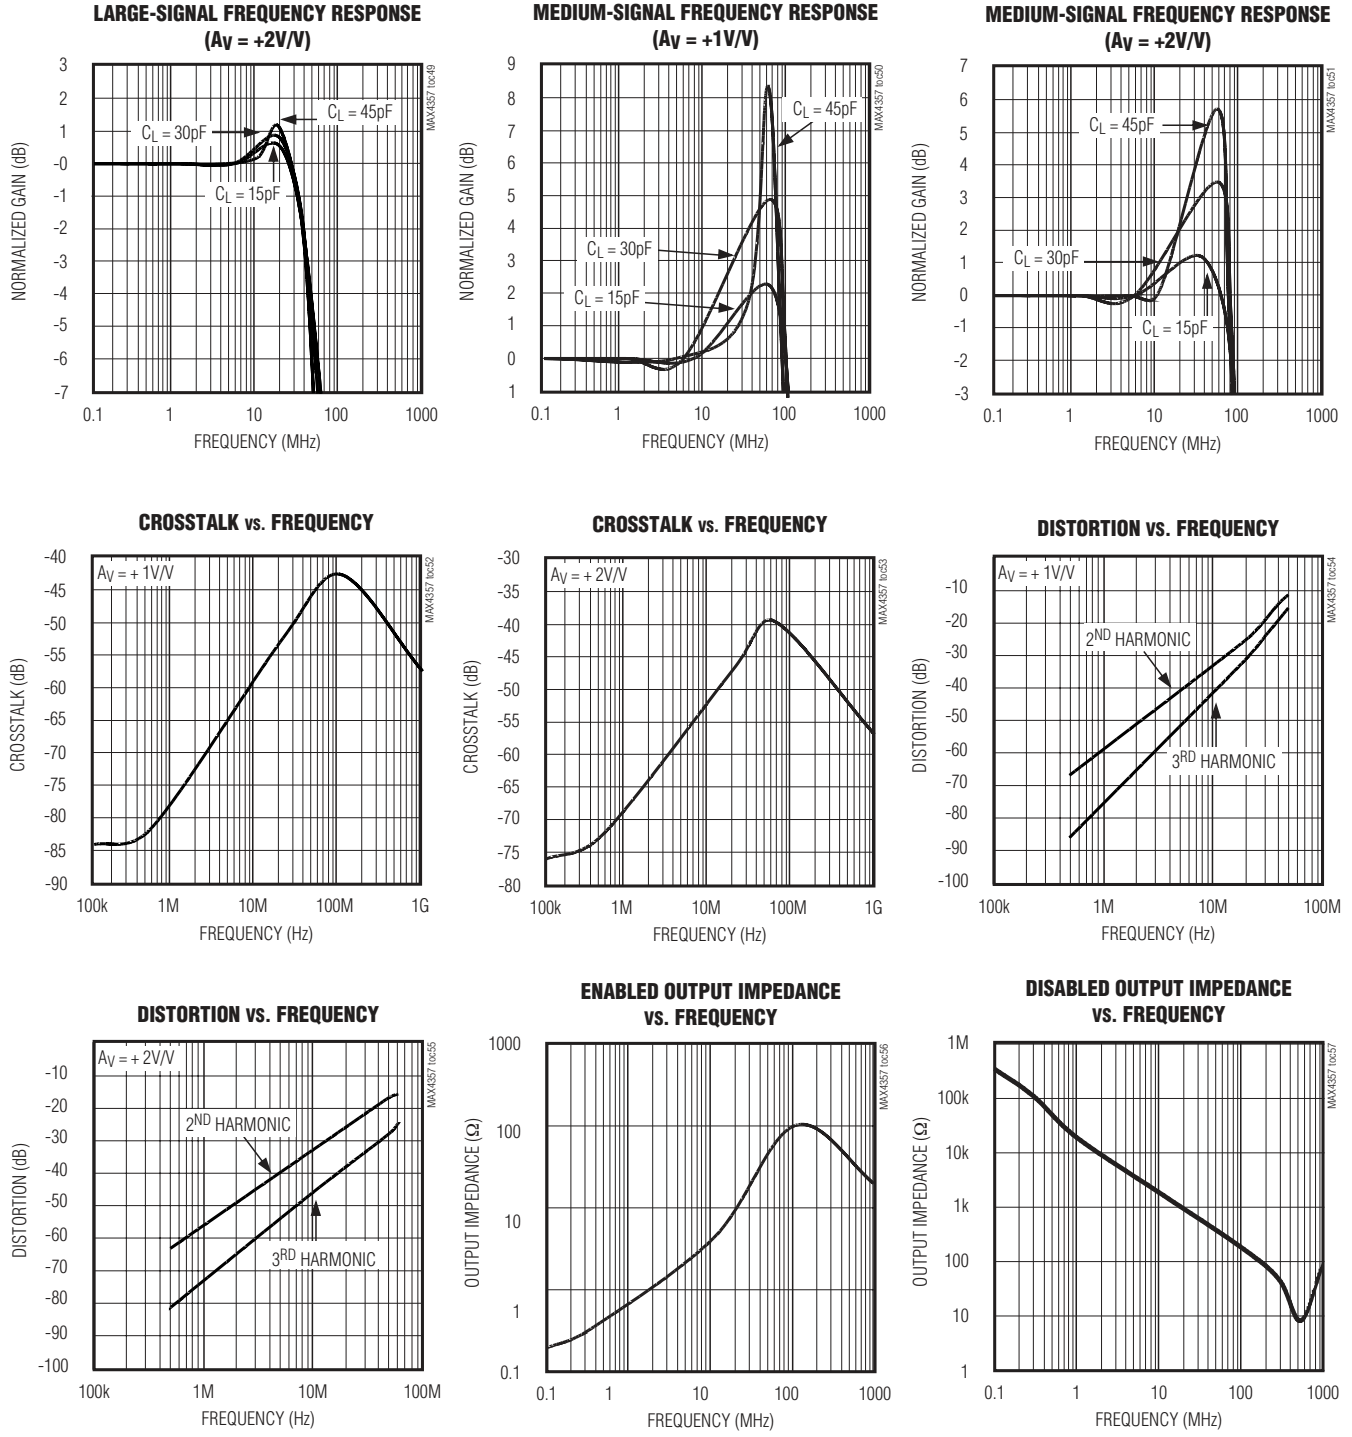 LARGE-SIGNAL FREQUENCY RESPONSE
(AV = +2V/V)
3
2
1
-0
-1
-2
-3
-4
-5
-6
-7
NORMALIZED GAIN (dB)
CL = 45pF
CL = 30pF
CL = 15pF
0.1 1 10 100 1000
FREQUENCY (MHz)
MAX4357 toc49
MEDIUM-SIGNAL FREQUENCY RESPONSE
(AV = +1V/V)
9
8
7
6
5
4
3
2
1
0
1
NORMALIZED GAIN (dB)
CL = 45pF
CL = 30pF
CL = 15pF
0.1 1 10 100 1000
FREQUENCY (MHz)
MAX4357 toc50
MEDIUM-SIGNAL FREQUENCY RESPONSE
(AV = +2V/V)
7
6
5
4
3
2
1
0
-1
-2
-3
NORMALIZED GAIN (dB)
CL = 45pF
CL = 30pF
CL = 15pF
0.1 1 10 100 1000
FREQUENCY (MHz)
MAX4357 toc51
CROSSTALK vs. FREQUENCY
AV = + 1V/V
-40
-45
-50
-55
-60
-65
-70
-75
-80
-85
-90
CROSSTALK (dB)
100k 1M 10M 100M 1G
FREQUENCY (Hz)
MAX4357 toc52
CROSSTALK vs. FREQUENCY
AV = + 2V/V
-30
-35
-40
-45
-50
-55
-60
-65
-70
-75
-80
CROSSTALK (dB)
100k 1M 10M 100M 1G
FREQUENCY (Hz)
MAX4357 toc53
DISTORTION vs. FREQUENCY
AV = + 1V/V
-10
-20
-30
-40
-50
-60
-70
-80
-90
-100
DISTORTION (dB)
2ND HARMONIC
3RD HARMONIC
100k 1M 10M 100M
FREQUENCY (Hz)
MAX4357 toc54
DISTORTION vs. FREQUENCY
AV = + 2V/V
-10
-20
-30
-40
-50
-60
-70
-80
-90
-100
DISTORTION (dB)
2ND HARMONIC
3RD HARMONIC
100k 1M 10M 100M
FREQUENCY (Hz)
MAX4357 toc55
ENABLED OUTPUT IMPEDANCE
vs. FREQUENCY
1000
100
10
1
0.1
OUTPUT IMPEDANCE (Ω)
0.1 1 10 100 1000
FREQUENCY (MHz)
MAX4357 toc56
DISABLED OUTPUT IMPEDANCE
vs. FREQUENCY
1M
100k
10k
1k
100
10
1
OUTPUT IMPEDANCE (Ω)
0.1 1 10 100 1000
FREQUENCY (MHz)
MAX4357 toc57